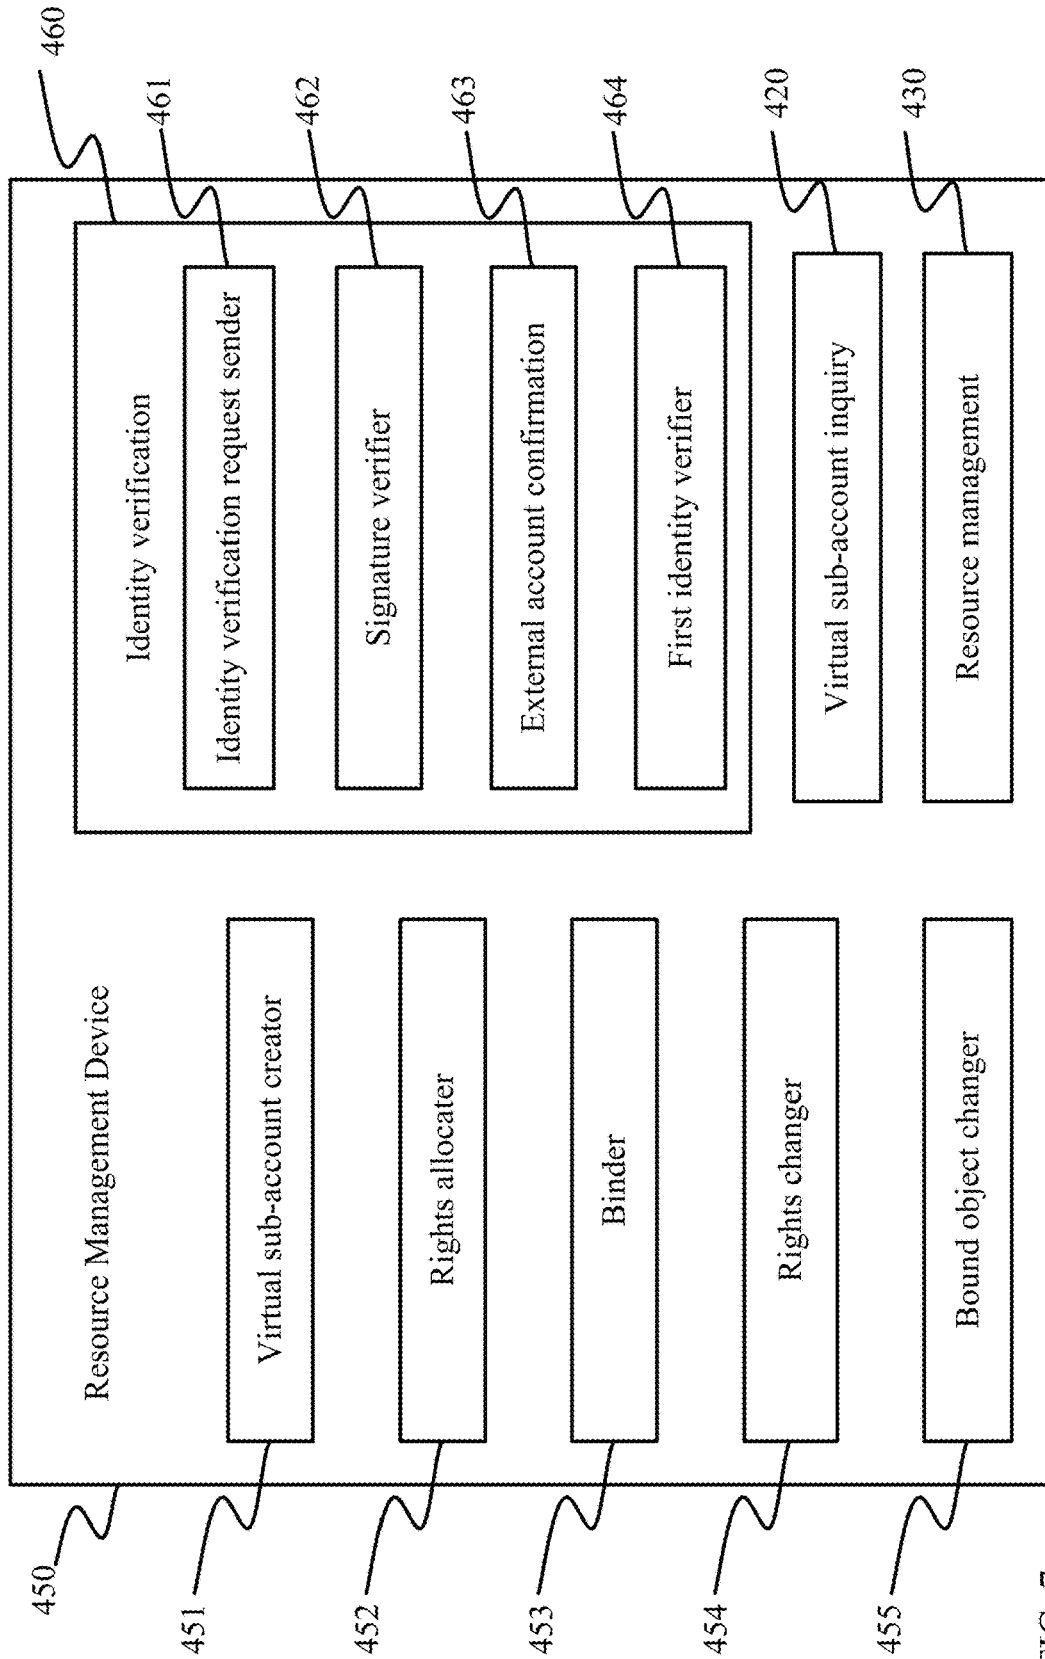 Resource Management Device
450
Virtual sub-account creator
451
Rights allocater
452
Binder
453
Rights changer
454
Bound object changer
455
Identity verification
460
Identity verification request sender
461
Signature verifier
462
External account confirmation
463
First identity verifier
464
Virtual sub-account inquiry
420
Resource management
430